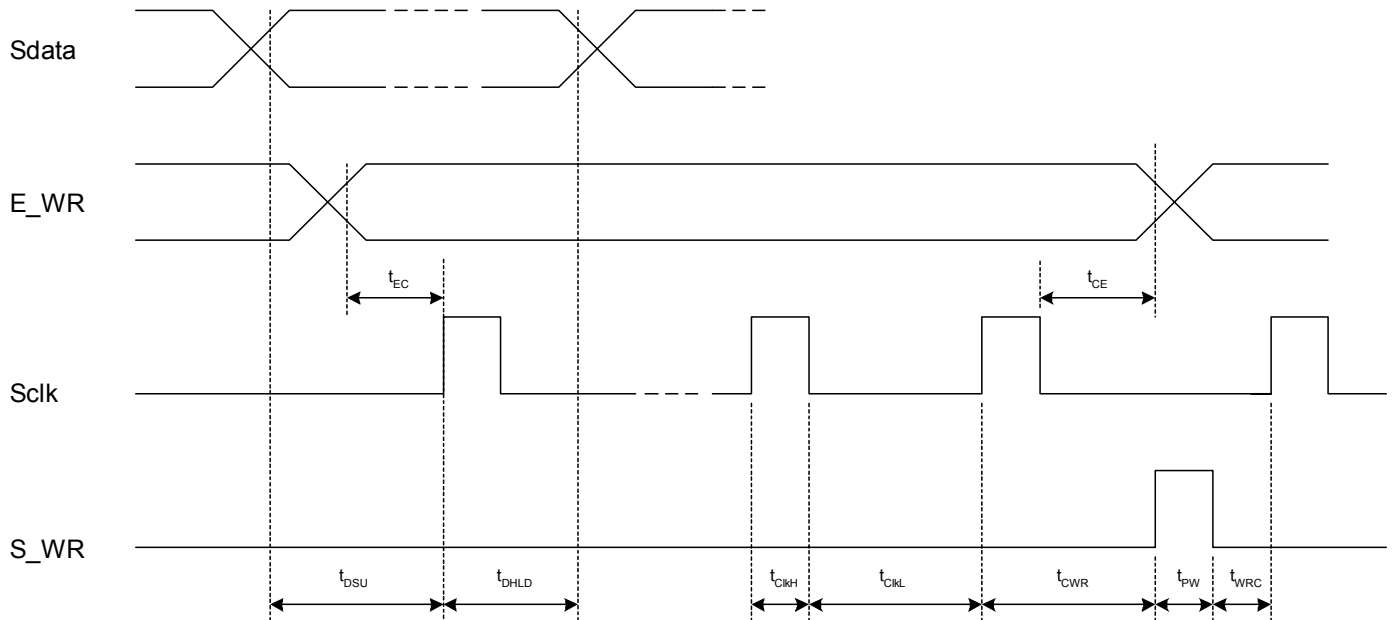 Sdata
E_WR
tEC
tCE
Sclk
S_WR
tDSU
tDHLD
tClkH
tClkL
tCWR
tPW
tWRC